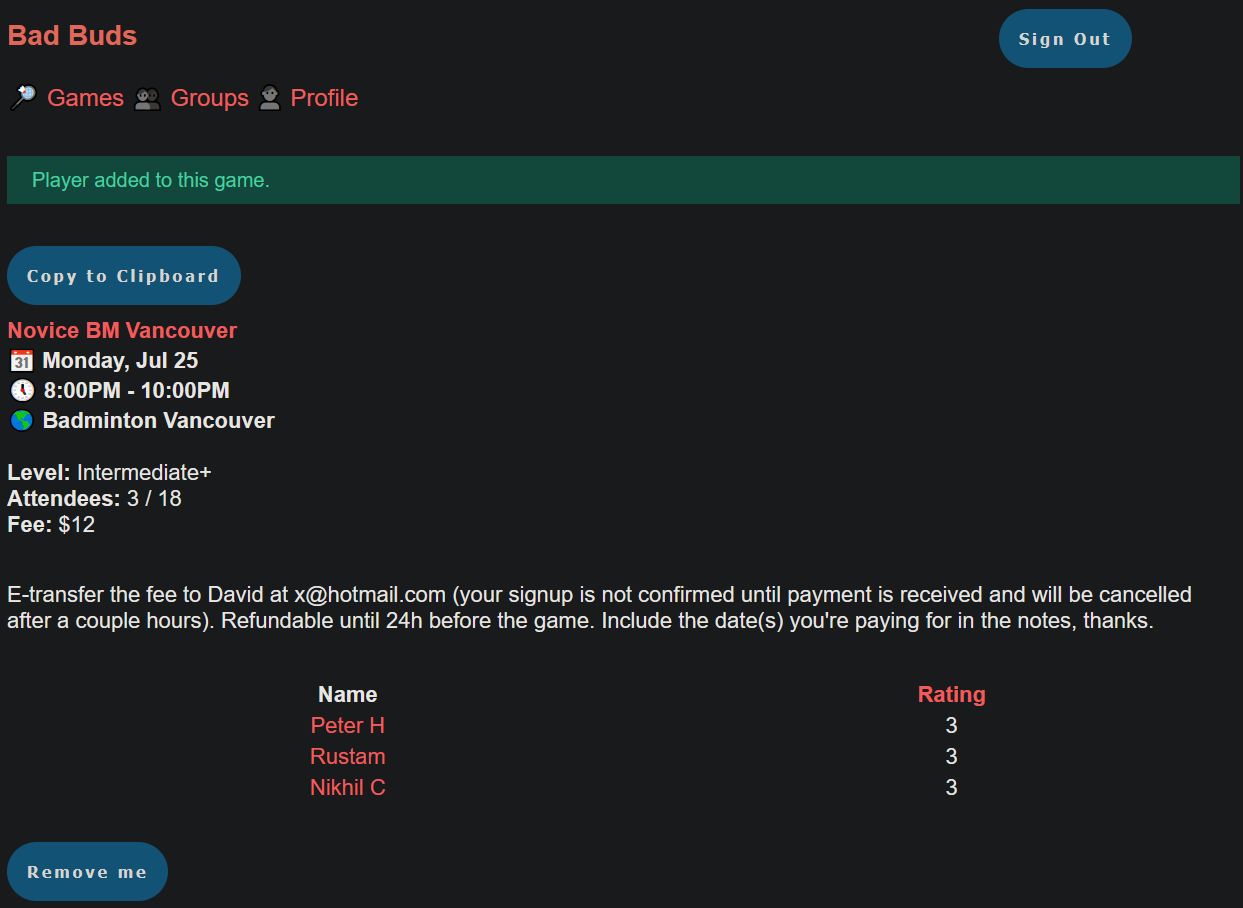 Bad Buds
Sign Out
Games Groups Profile
Player added to this game.
Copy to Clipboard
Novice BM Vancouver
31 Monday, Jul 25
8:00PM - 10:00PM
Badminton Vancouver
Level: Intermediate+
Attendees: 3 / 18
Fee: $12
E-transfer the fee to David at x@hotmail.com (your signup is not confirmed until payment is received and will be cancelled
after a couple hours). Refundable until 24h before the game. Include the date(s) you're paying for in the notes, thanks.
Name Rating
Peter H 3
Rustam 3
Nikhil C 3
Remove me